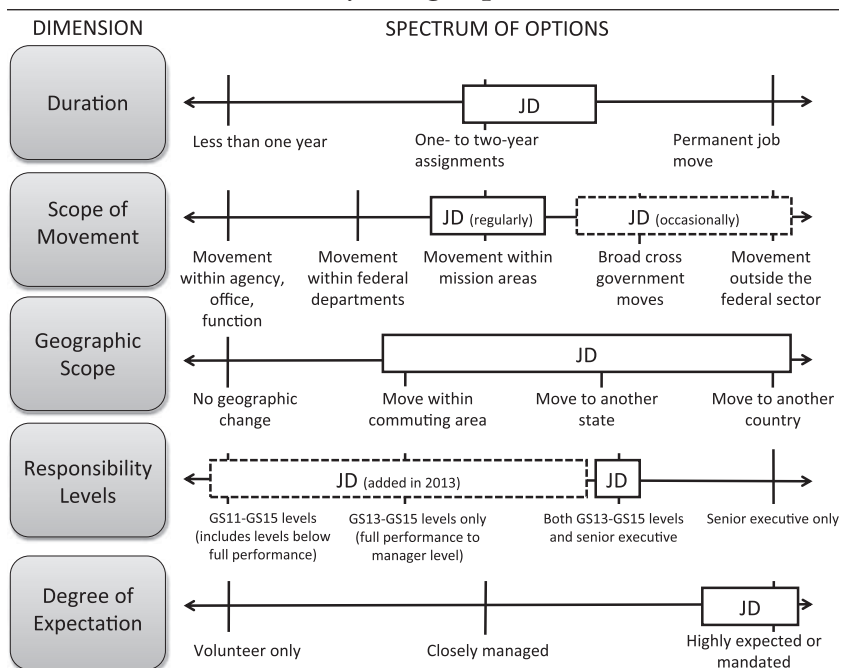 DIMENSION
SPECTRUM OF OPTIONS
Duration
JD
Less than one year
One- to two-year
assignments
Permanent job
move
Scope of
Movement
JD (regularly)
JD (occasionally)
Movement
within agency,
office,
function
Movement
within federal
departments
Movement within
mission areas
Broad cross
government
moves
Movement
outside the
federal sector
Geographic
Scope
JD
No geographic
change
Move within
commuting area
Move to another
state
Move to another
country
Responsibility
Levels
JD (added in 2013)
JD
GS11-GS15 levels
(includes levels below
full performance)
GS13-GS15 levels only
(full performance to
manager level)
Both GS13-GS15 levels
and senior executive
Senior executive only
Degree of
Expectation
JD
Volunteer only
Closely managed
Highly expected or
mandated